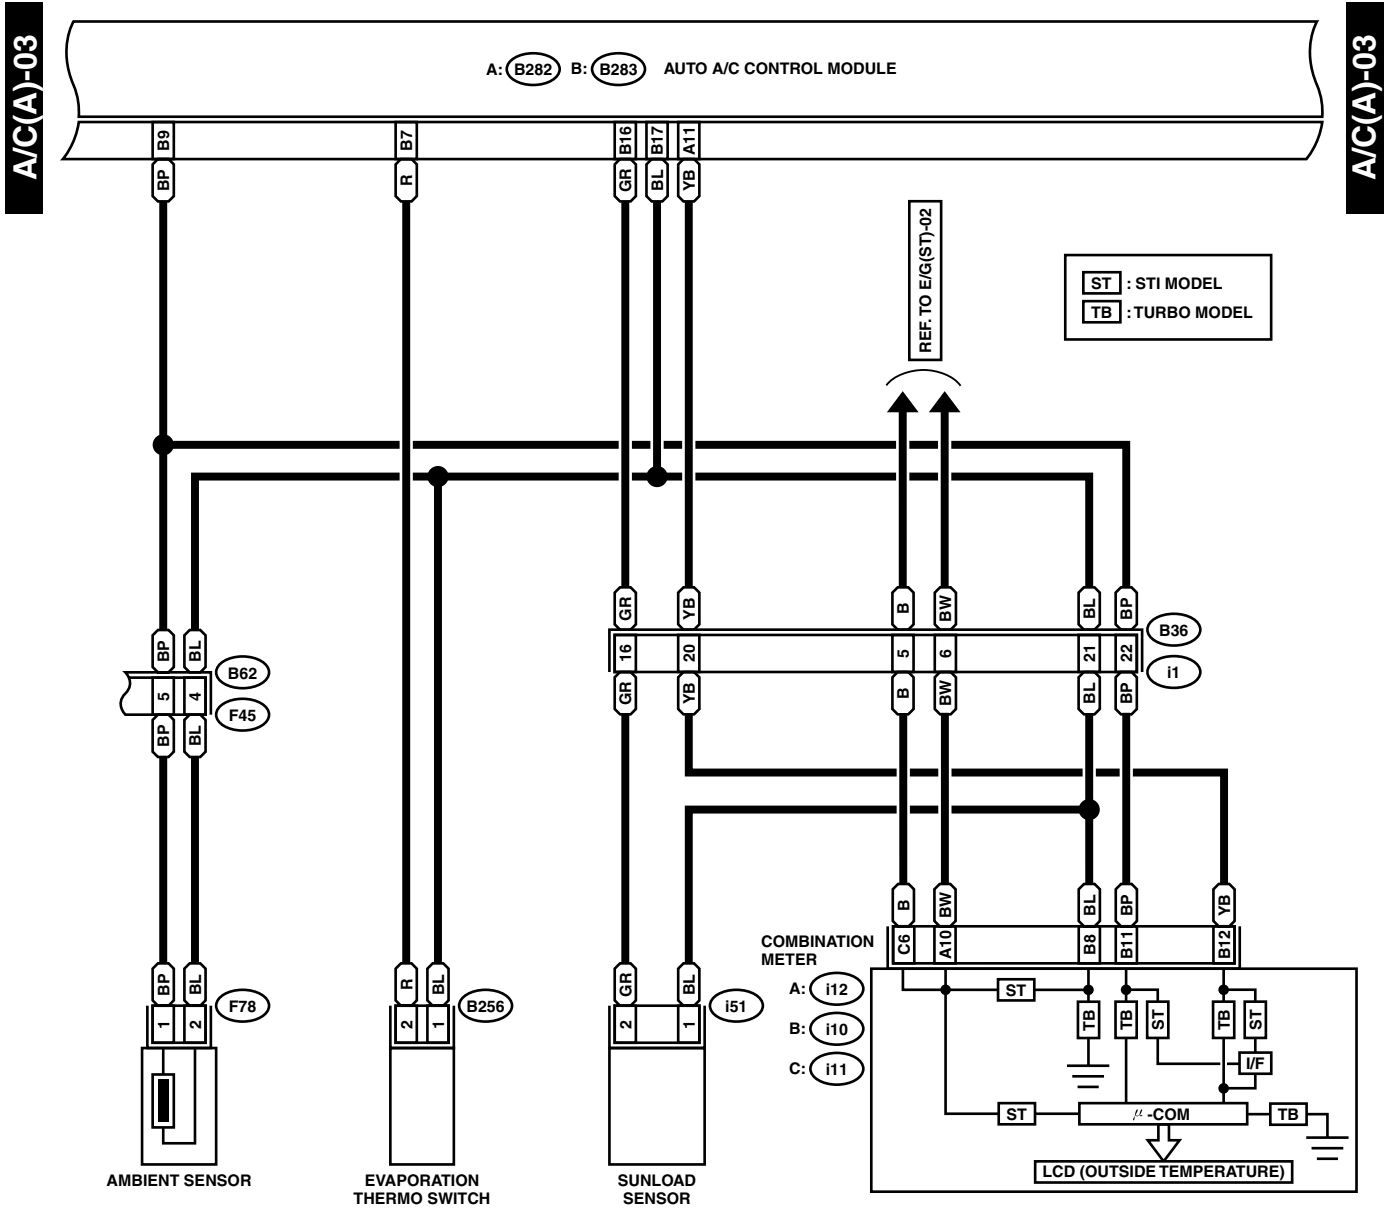 A/C(A)-03
A/C(A)-03
A: B282 B: B283 AUTO A/C CONTROL MODULE
B9 B7 B16 B17 A11
BP R GR BL YB
REF. TO E/G(ST)-02
ST : STI MODEL
TB : TURBO MODEL
GR YB B BW BL BP
B36
16 20 5 6 21 22
i1
GR YB B BW BL BP
BP BL
B62
5 4
F45
BP BL
B BW BL BP YB
C6 A10 B8 B11 B12
COMBINATION
METER
A: i12
B: i10
C: i11
BP BL R BL GR BL
F78 B256 i51
1 2 2 1 2 1
ST
TB TB ST TB ST
I/F
ST μ-COM TB
LCD (OUTSIDE TEMPERATURE)
AMBIENT SENSOR
EVAPORATION
THERMO SWITCH
SUNLOAD
SENSOR